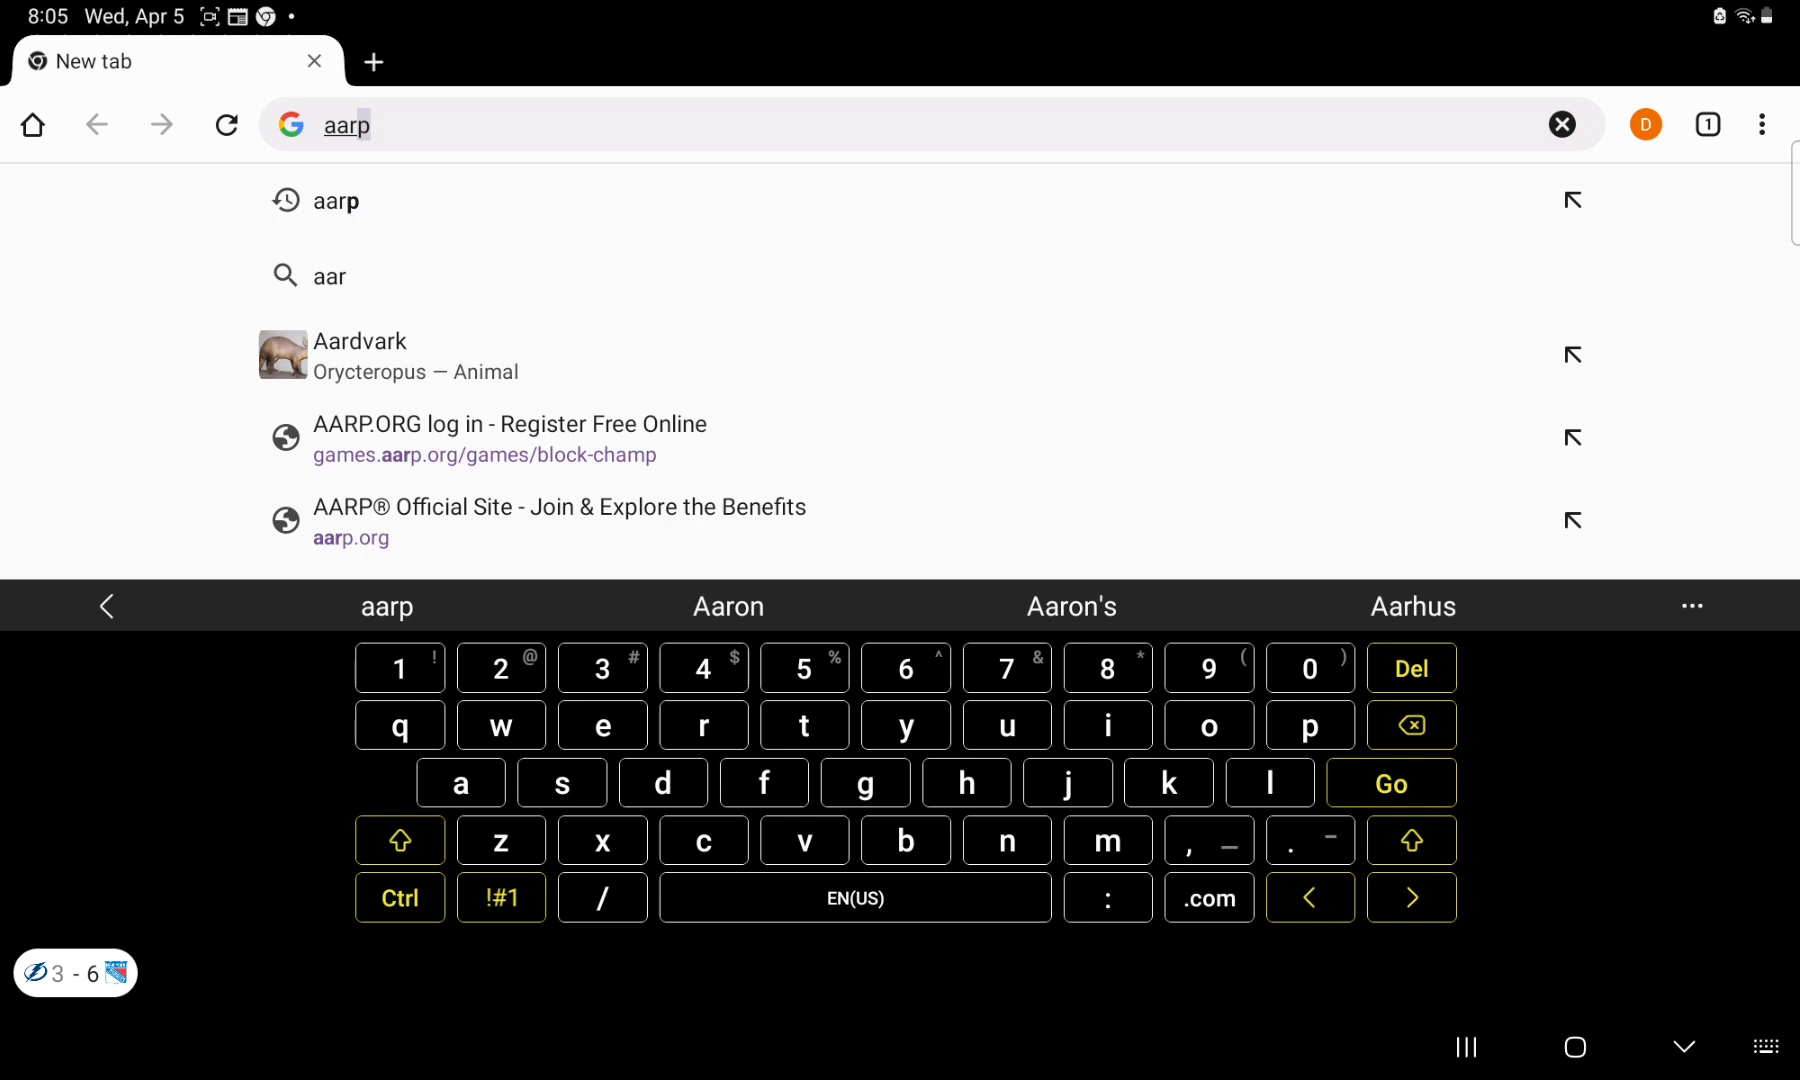 8:05 Wed, Apr 5
New tab
aarp
D
1
aarp
aar
Aardvark
Orycteropus — Animal
AARP.ORG log in - Register Free Online
games.aarp.org/games/block-champ
AARP® Official Site - Join & Explore the Benefits
aarp.org
aarp Aaron Aaron's Aarhus ...
1 ! 2 @ 3 # 4 $ 5 % 6 ^ 7 & 8 * 9 ( 0 ) Del
q w e r t y u i o p
a s d f g h j k l Go
z x c v b n m , _ . -
Ctrl !#1 / EN(US) : .com < >
3 - 6